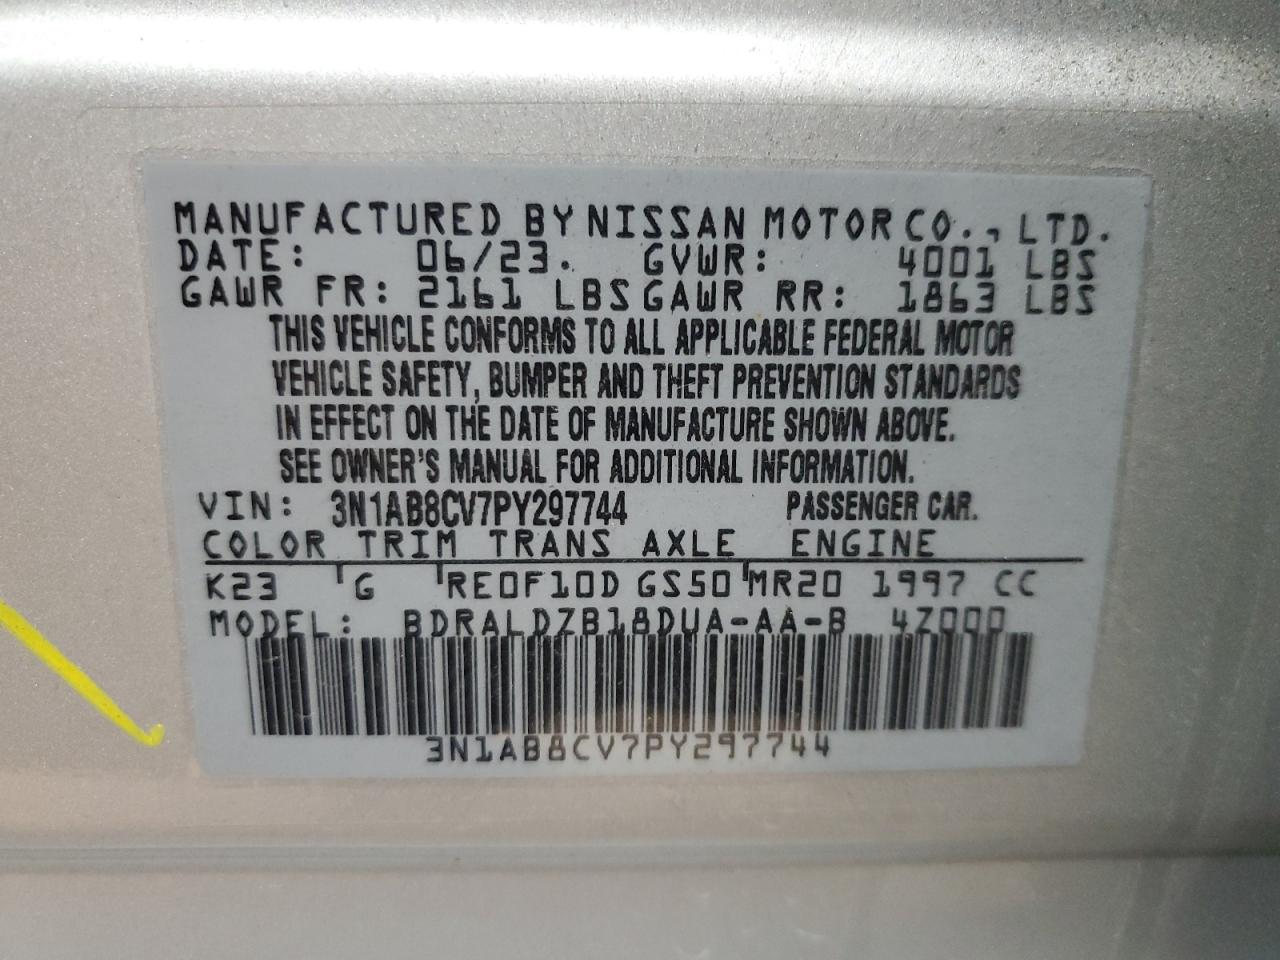 MANUFACTURED BY NISSAN MOTOR CO., LTD.
DATE: 06/23. GVWR: 4001 LBS
GAWR FR: 2161 LBS GAWR RR: 1863 LBS
THIS VEHICLE CONFORMS TO ALL APPLICABLE FEDERAL MOTOR
VEHICLE SAFETY, BUMPER AND THEFT PREVENTION STANDARDS
IN EFFECT ON THE DATE OF MANUFACTURE SHOWN ABOVE.
SEE OWNER'S MANUAL FOR ADDITIONAL INFORMATION.
VIN: 3N1AB8CV7PY297744 PASSENGER CAR.
COLOR TRIM TRANS AXLE ENGINE
K23 G RE0F10D GS50 MR20 1997 CC
MODEL: BDRALDZB18DUA-AA-B 4Z000
3N1AB8CV7PY297744